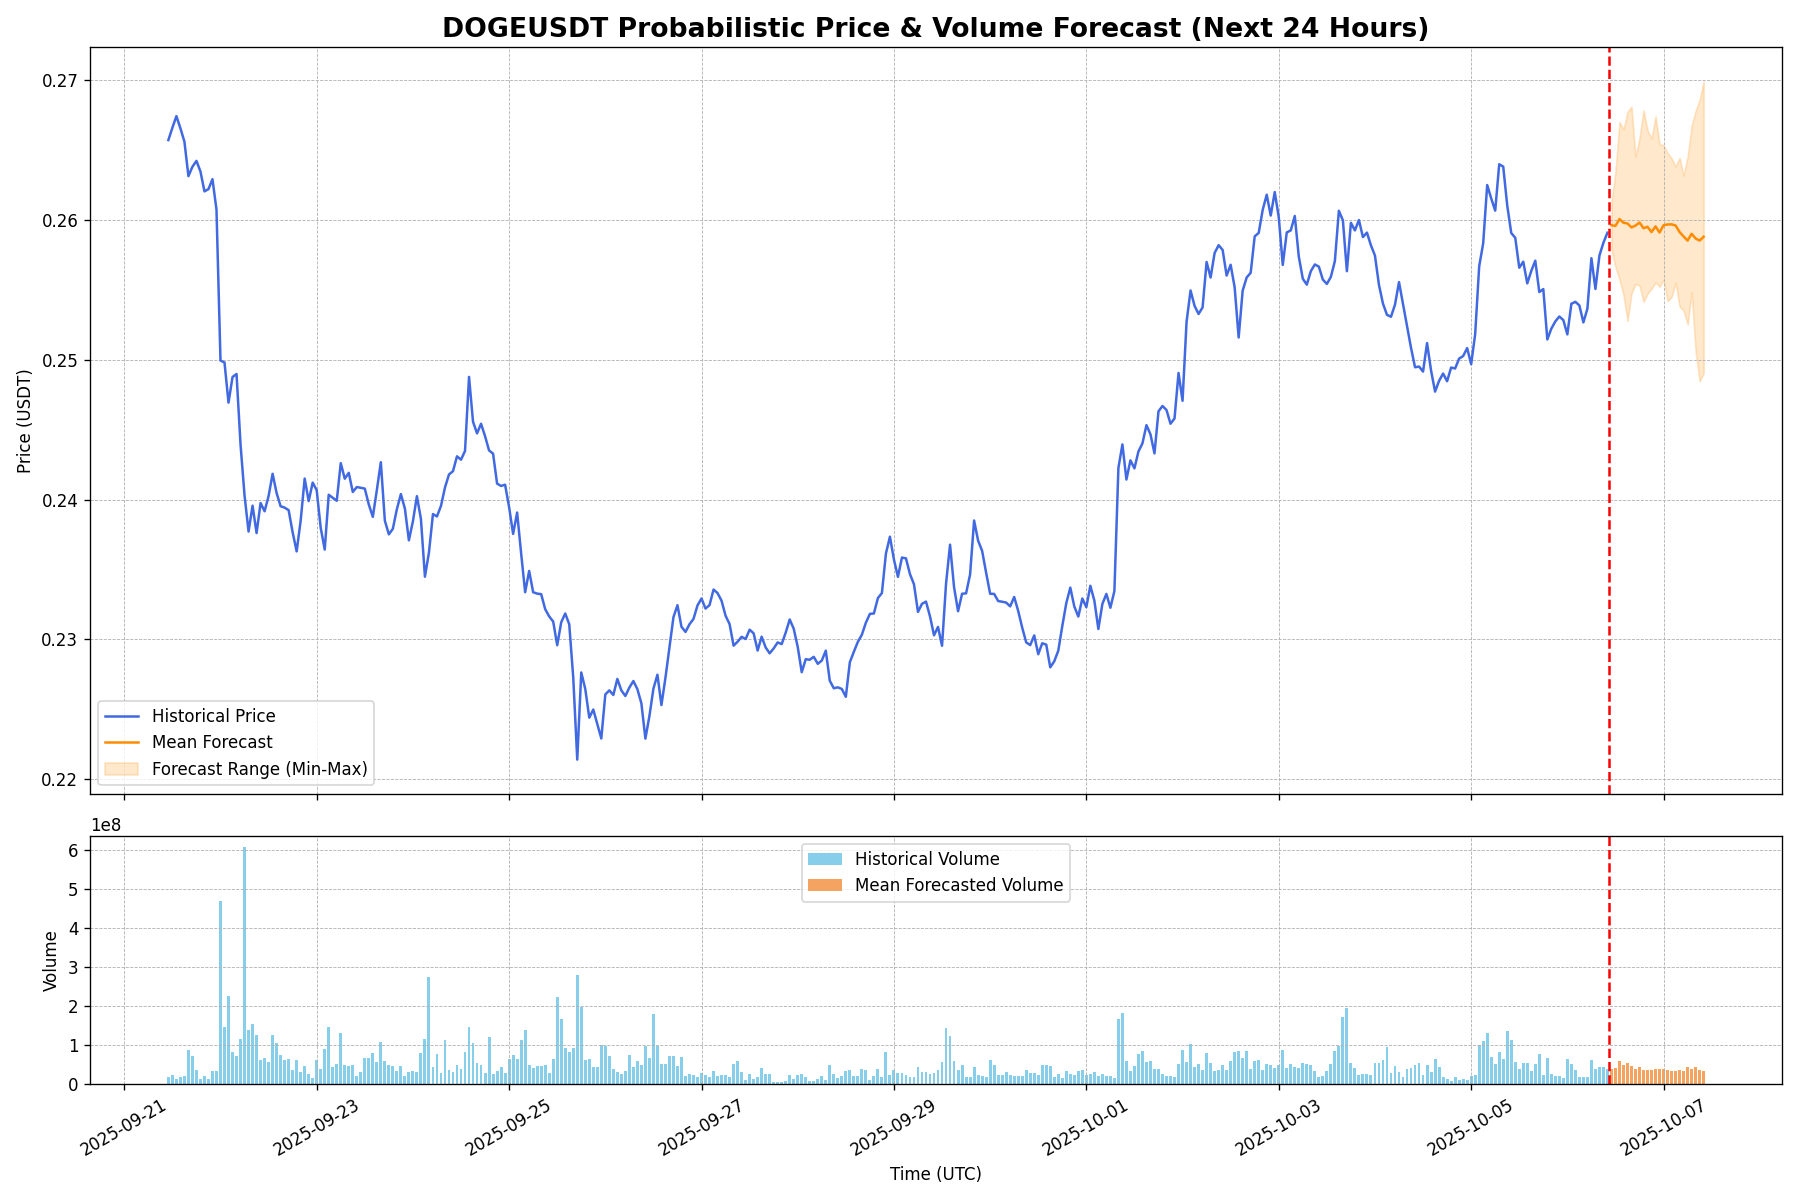 DOGEUSDT Probabilistic Price & Volume Forecast (Next 24 Hours)
0.27
0.26
0.25
0.24
0.23
0.22
Price (USDT)
Historical Price
Mean Forecast
Forecast Range (Min-Max)
1e8
6
5
4
3
2
1
0
Volume
Historical Volume
Mean Forecasted Volume
2025-09-21
2025-09-23
2025-09-25
2025-09-27
2025-09-29
2025-10-01
2025-10-03
2025-10-05
2025-10-07
Time (UTC)